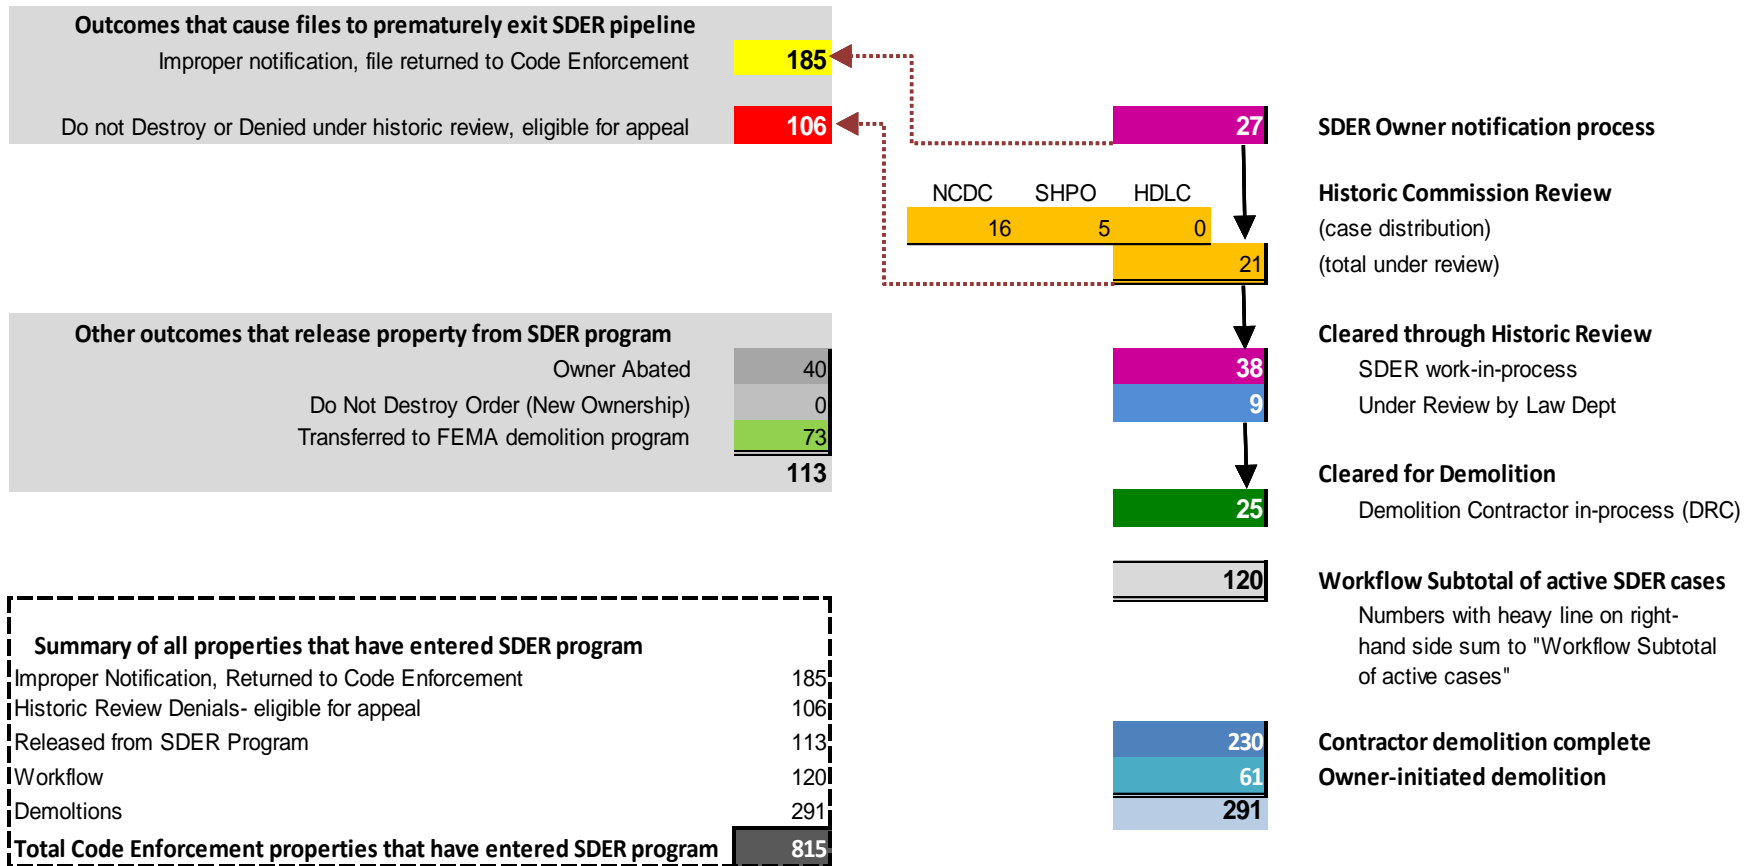 Outcomes that cause files to prematurely exit SDER pipeline
Improper notification, file returned to Code Enforcement 185
Do not Destroy or Denied under historic review, eligible for appeal 106
27 SDER Owner notification process
NCDC SHPO HDLC Historic Commission Review
16 5 0 (case distribution)
21 (total under review)
Other outcomes that release property from SDER program
Owner Abated 40
Do Not Destroy Order (New Ownership) 0
Transferred to FEMA demolition program 73
113
Cleared through Historic Review
38 SDER work-in-process
9 Under Review by Law Dept
Cleared for Demolition
25 Demolition Contractor in-process (DRC)
120 Workflow Subtotal of active SDER cases
Numbers with heavy line on right-
hand side sum to "Workflow Subtotal
of active cases"
Summary of all properties that have entered SDER program
Improper Notification, Returned to Code Enforcement 185
Historic Review Denials- eligible for appeal 106
Released from SDER Program 113
Workflow 120
Demoltions 291
Total Code Enforcement properties that have entered SDER program 815
230 Contractor demolition complete
61 Owner-initiated demolition
291